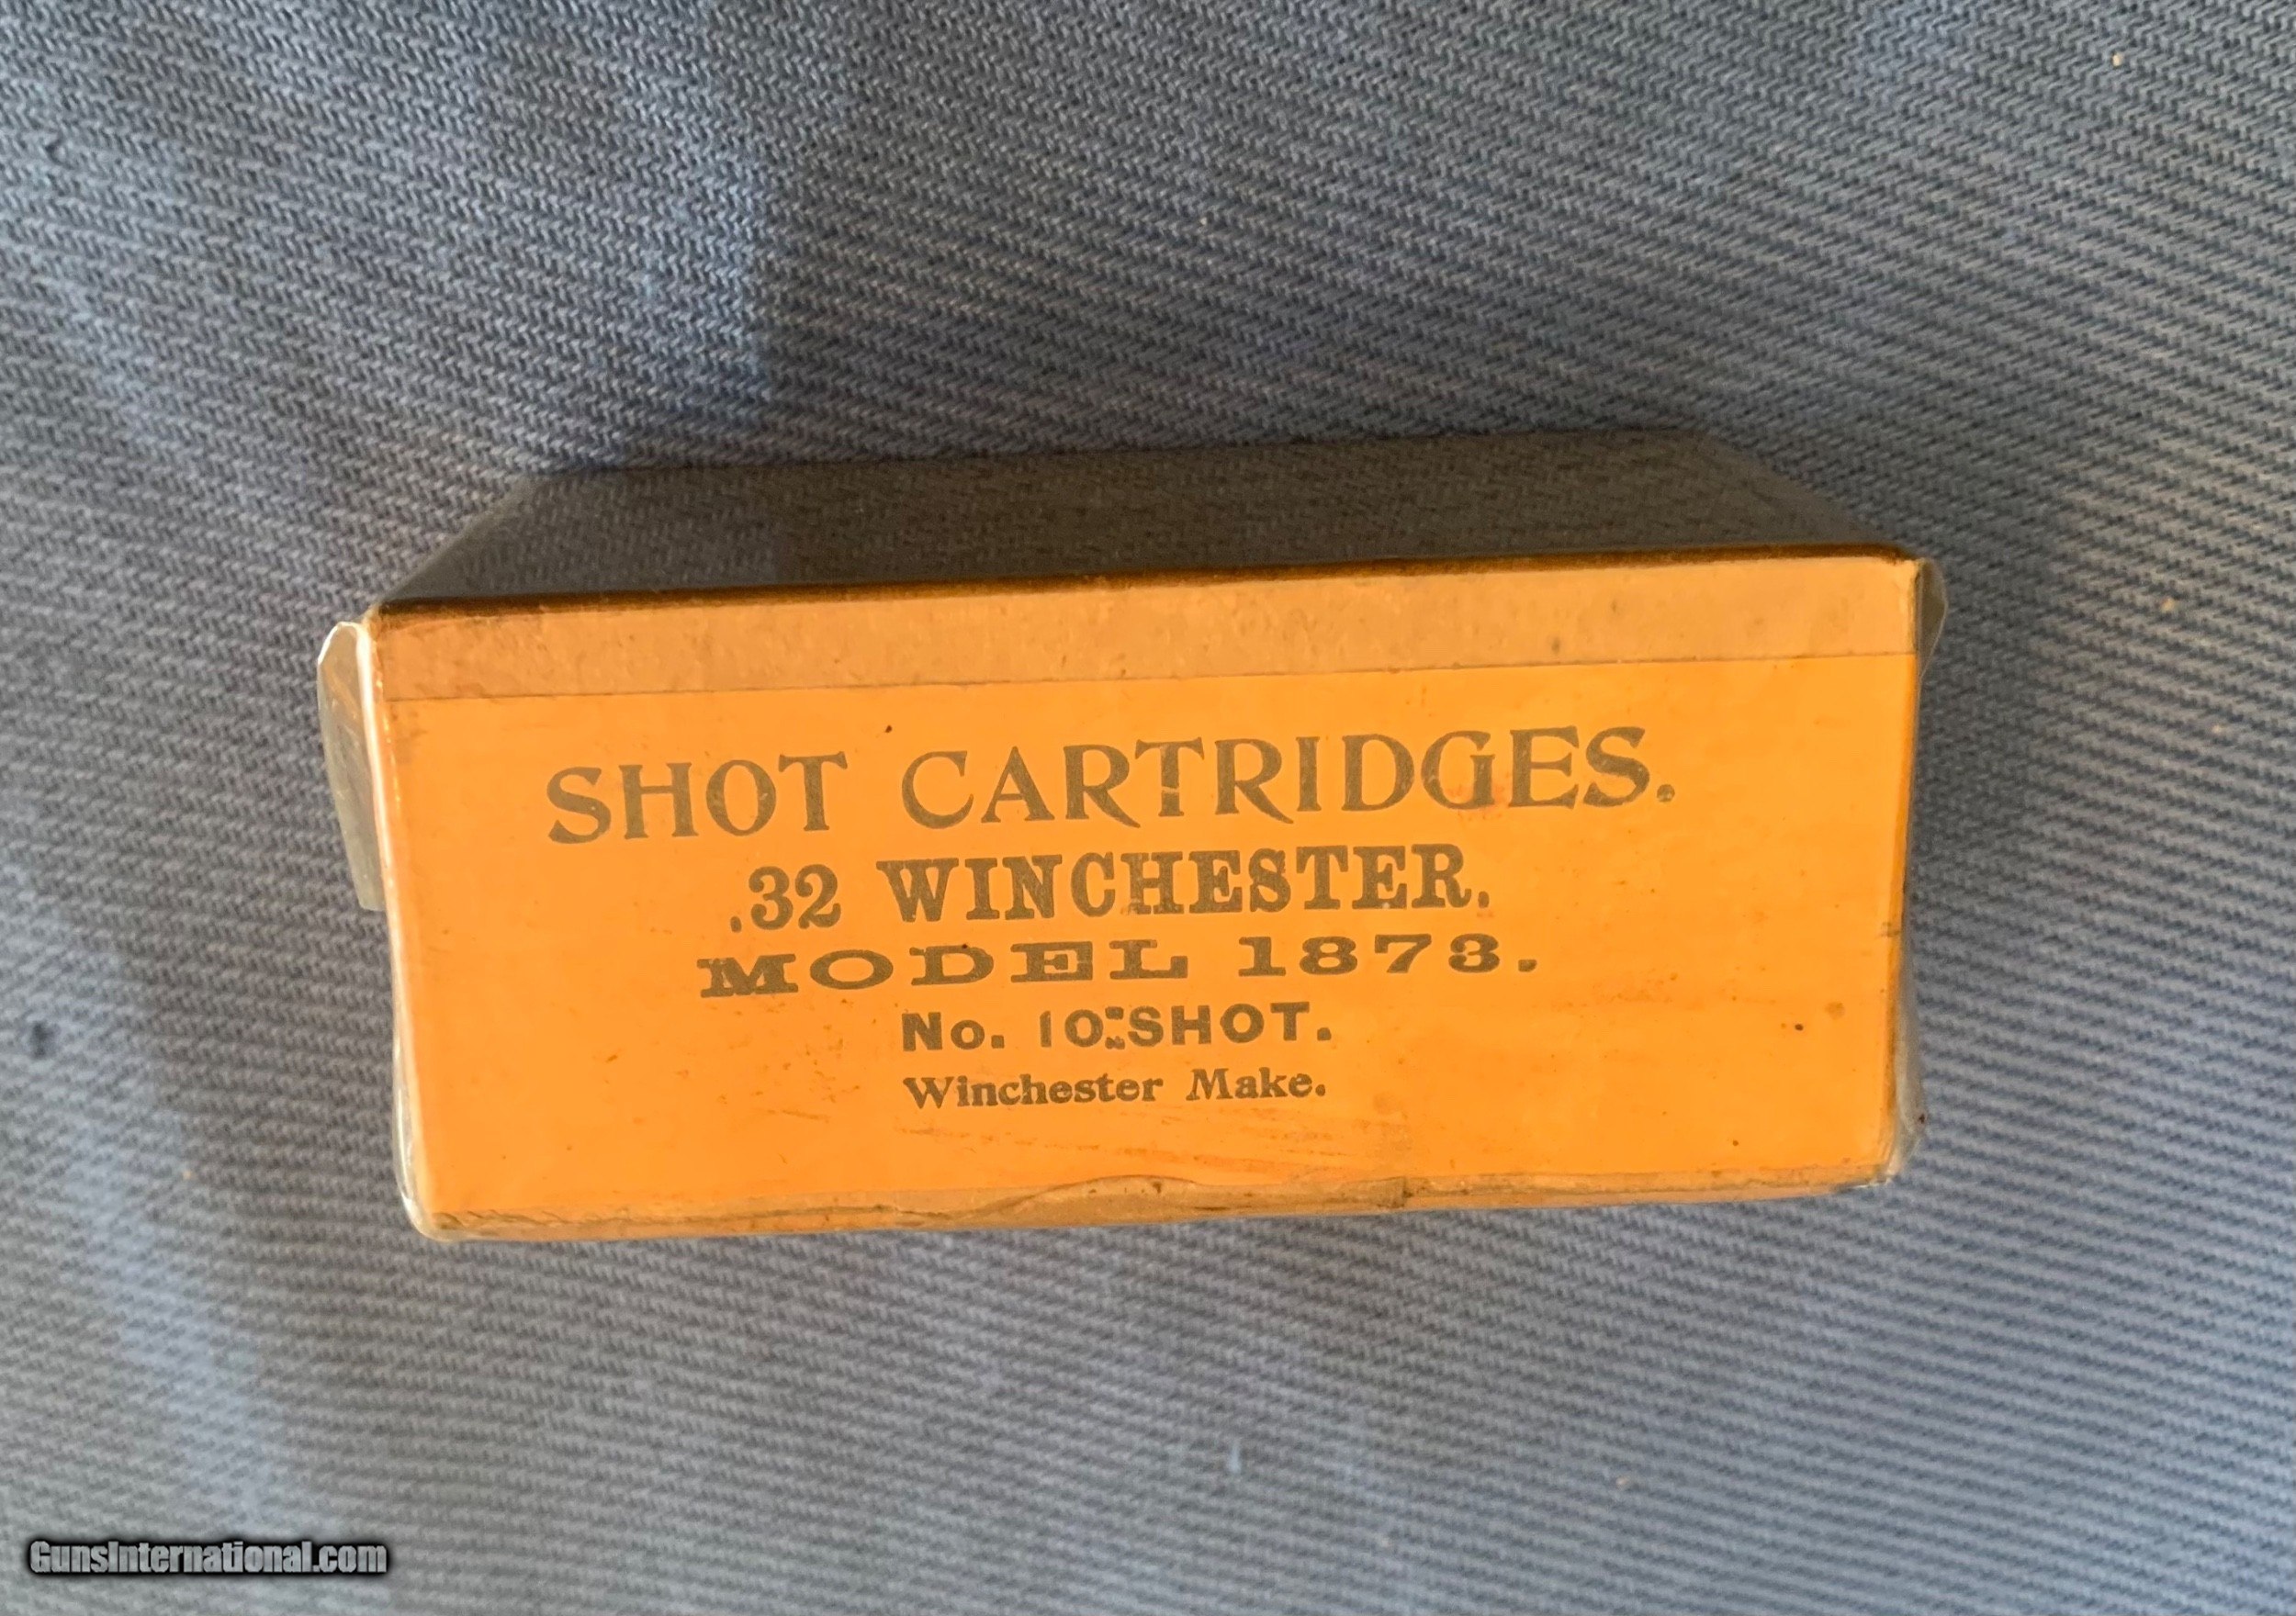 SHOT CARTRIDGES.
.32 WINCHESTER.
MODEL 1873.
No. 10 SHOT.
Winchester Make.
GunsInternational.com